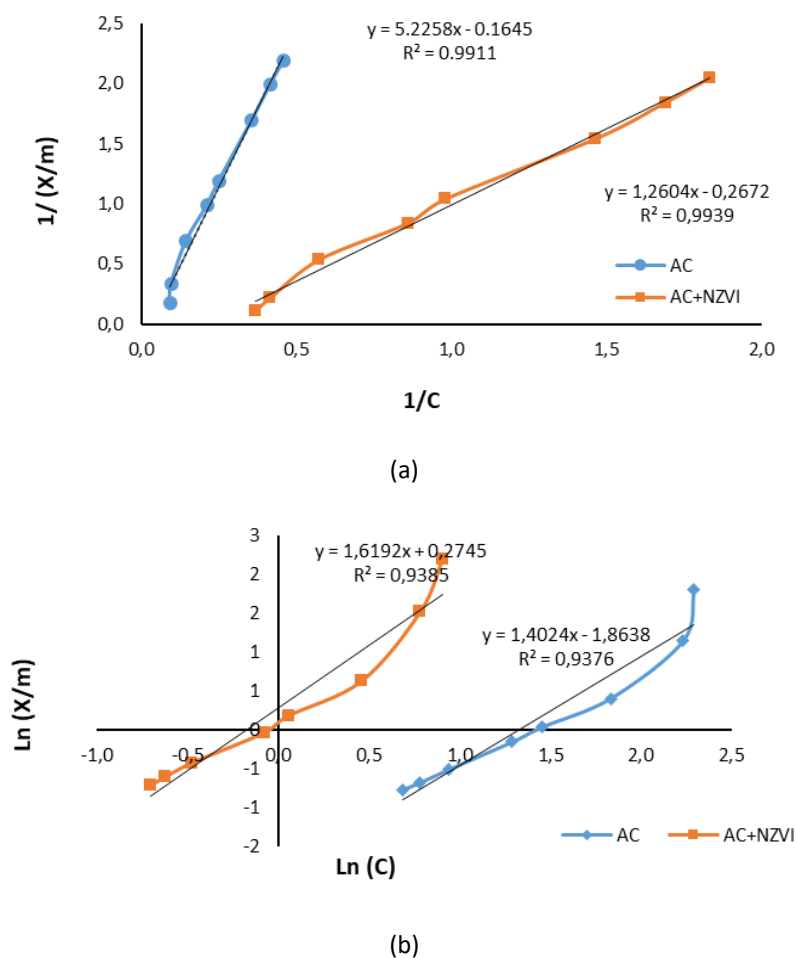 2,5
2,0
1,5
1,0
0,5
0,0
1/ (X/m)
y = 5.2258x - 0.1645
R² = 0.9911
y = 1,2604x - 0,2672
R² = 0,9939
AC
AC+NZVI
0,0 0,5 1,0 1,5 2,0
1/C
(a)
3
2
2
1
1
0
-1
-1
-2
Ln (X/m)
y = 1,6192x + 0,2745
R² = 0,9385
y = 1,4024x - 1,8638
R² = 0,9376
-1,0 -0,5 0,0 0,5 1,0 1,5 2,0 2,5
AC AC+NZVI
Ln (C)
(b)